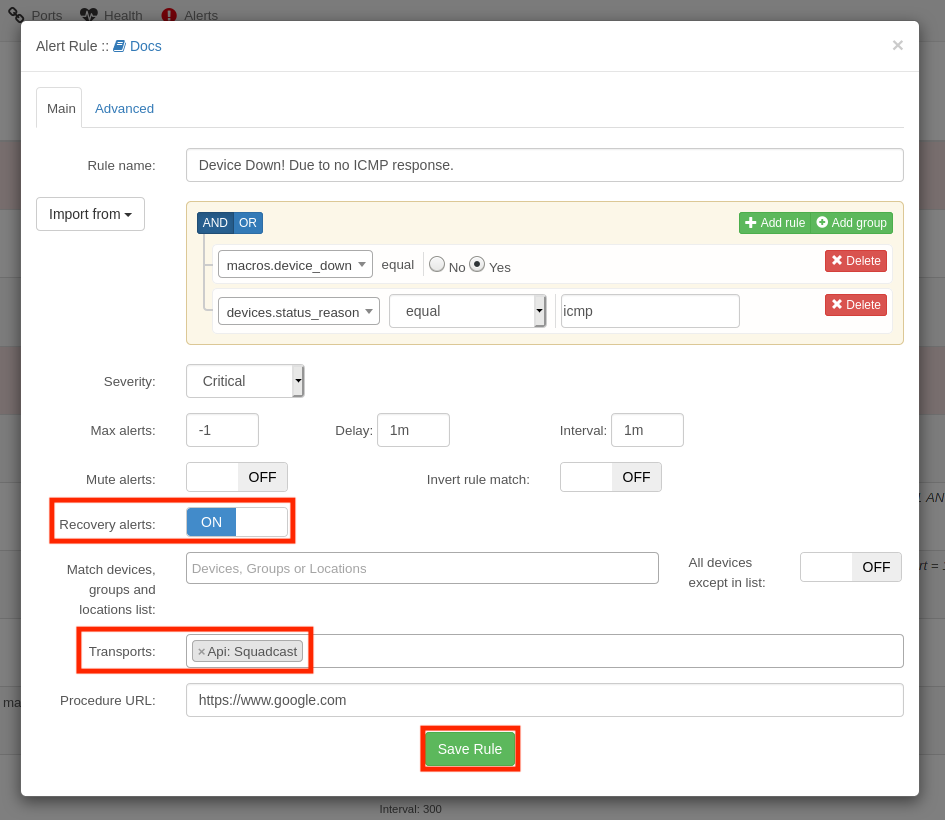 Ports Health Alerts
Alert Rule :: Docs ×
Main Advanced
Rule name: Device Down! Due to no ICMP response.
Import from
AND OR Add rule Add group
macros.device_down equal No Yes Delete
devices.status_reason equal icmp Delete
Severity: Critical
Max alerts: -1 Delay: 1m Interval: 1m
Mute alerts: OFF Invert rule match: OFF
Recovery alerts: ON
Match devices, groups and locations list: Devices, Groups or Locations All devices except in list: OFF
Transports: ×Api: Squadcast
Procedure URL: https://www.google.com
Save Rule
Interval: 300